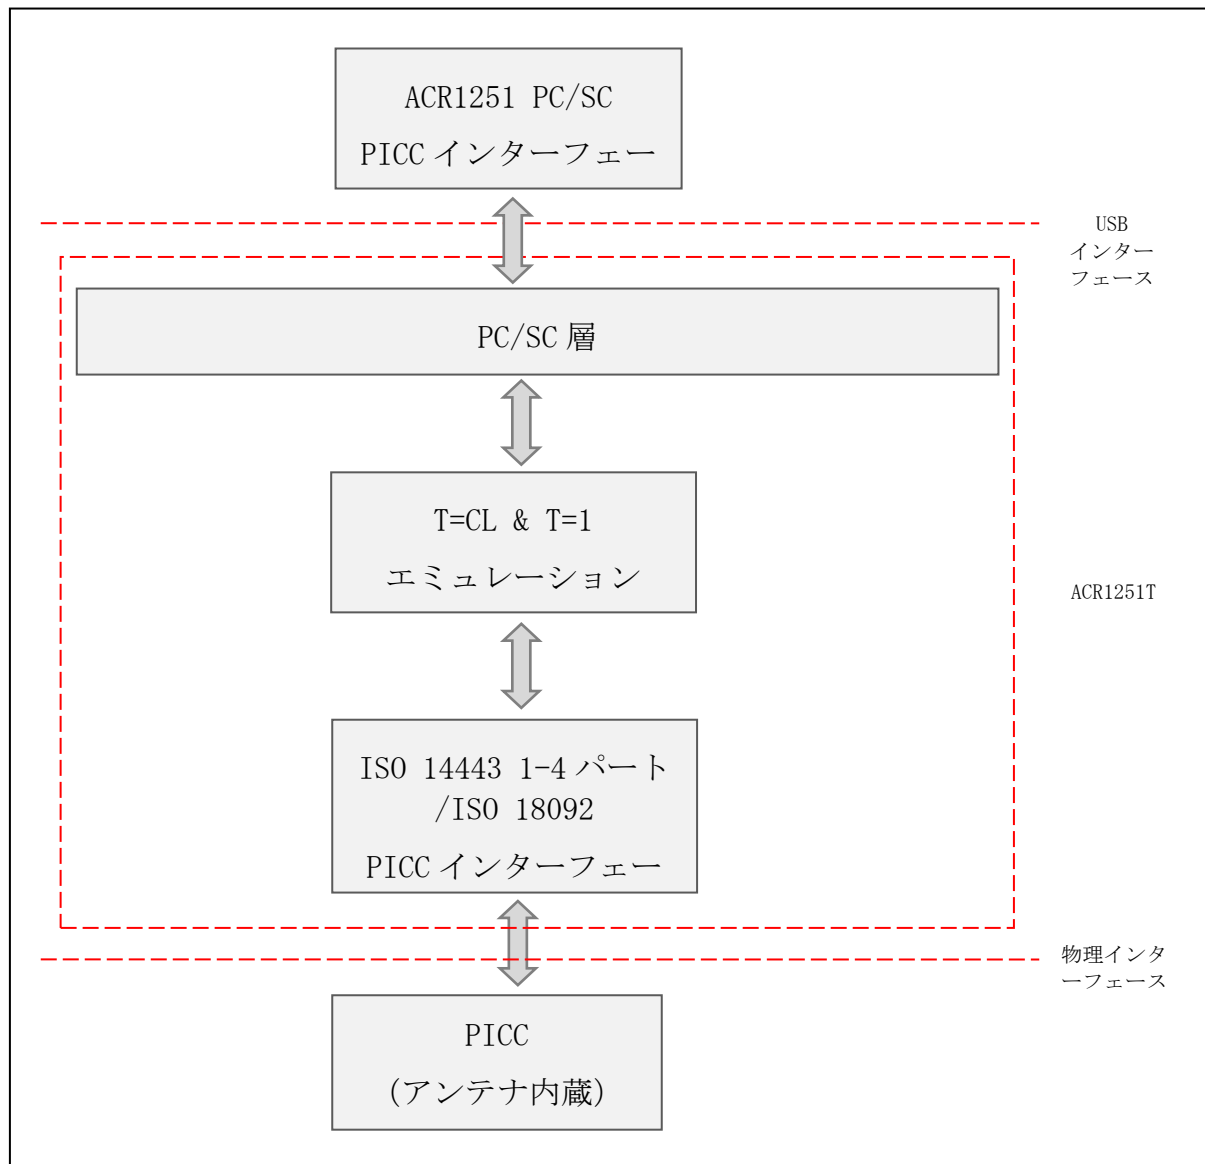 ACR1251 PC/SC
PICC インターフェー
USB
インター
フェース
PC/SC 層
T=CL & T=1
エミュレーション
ACR1251T
ISO 14443 1-4 パート
/ISO 18092
PICC インターフェー
物理インタ
ーフェース
PICC
(アンテナ内蔵)